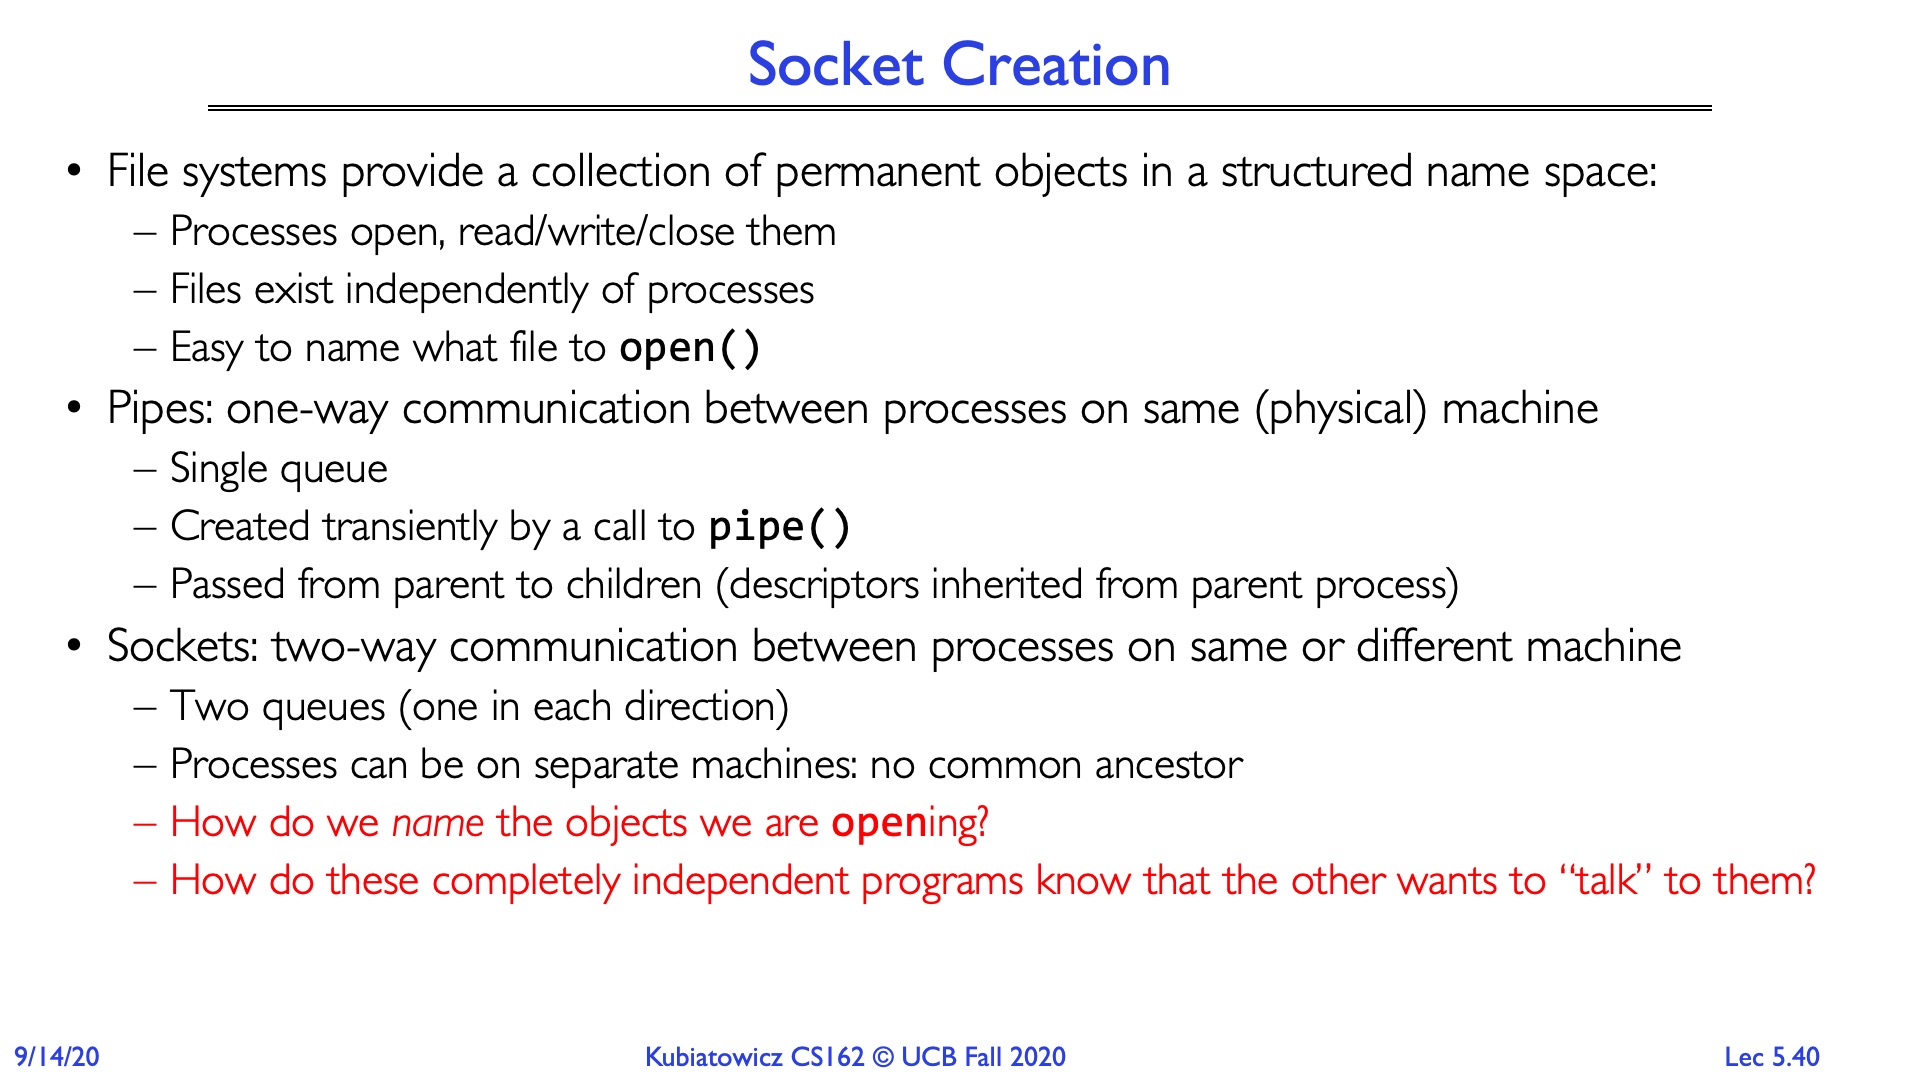 Socket Creation
• File systems provide a collection of permanent objects in a structured name space:
– Processes open, read/write/close them
– Files exist independently of processes
– Easy to name what file to open()
• Pipes: one-way communication between processes on same (physical) machine
– Single queue
– Created transiently by a call to pipe()
– Passed from parent to children (descriptors inherited from parent process)
• Sockets: two-way communication between processes on same or different machine
– Two queues (one in each direction)
– Processes can be on separate machines: no common ancestor
– How do we name the objects we are opening?
– How do these completely independent programs know that the other wants to “talk” to them?
9/14/20
Kubiatowicz CS162 © UCB Fall 2020
Lec 5.40